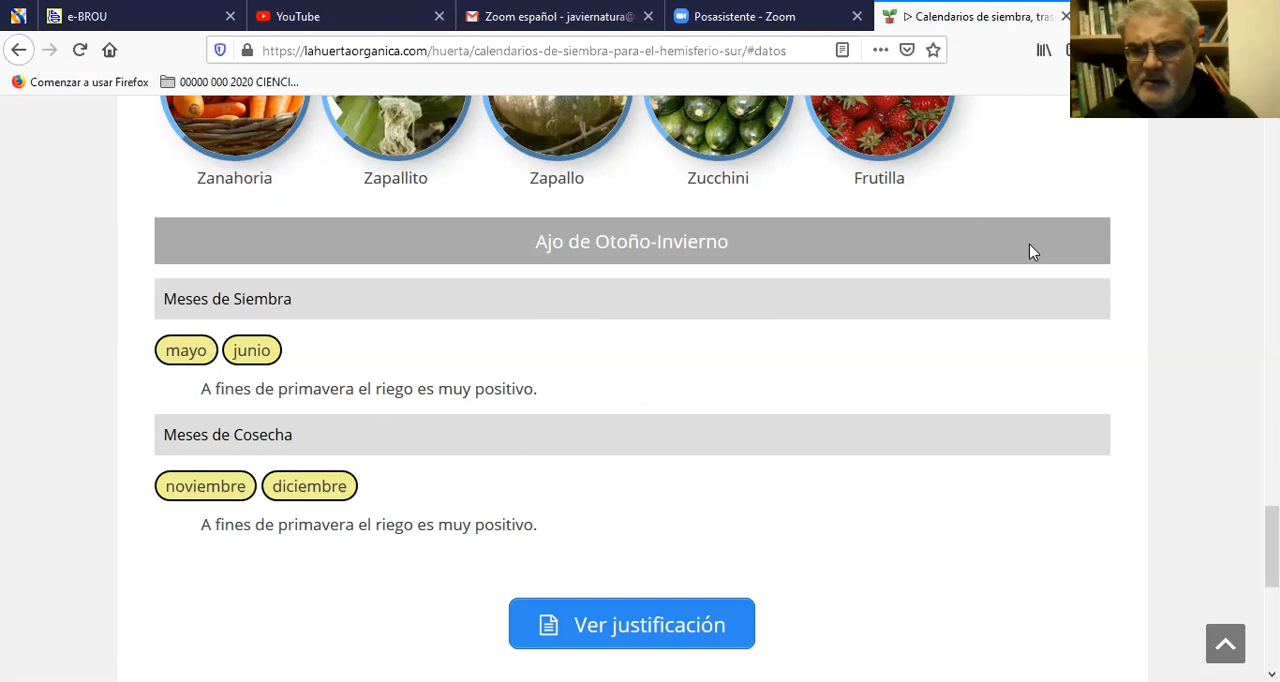 e-BROU
YouTube
Zoom español - javiernatura@
Posasistente - Zoom
Calendarios de siembra, tras
https://lahuertaorganica.com/huerta/calendarios-de-siembra-para-el-hemisferio-sur/#datos
Comenzar a usar Firefox
00000 000 2020 CIENCI...
Zanahoria
Zapallito
Zapallo
Zucchini
Frutilla
Ajo de Otoño-Invierno
Meses de Siembra
mayo junio
A fines de primavera el riego es muy positivo.
Meses de Cosecha
noviembre diciembre
A fines de primavera el riego es muy positivo.
Ver justificación